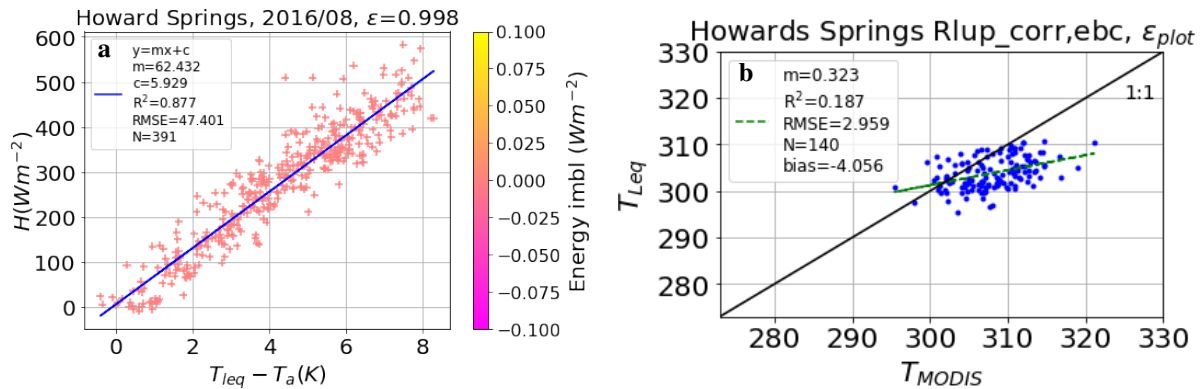 Howard Springs, 2016/08, ε=0.998
a
y=mx+c
m=62.432
c=5.929
R²=0.877
RMSE=47.401
N=391
600
500
400
300
200
100
0
H(Wm⁻²)
0 2 4 6 8
T_leq − T_a(K)
0.100
0.075
0.050
0.025
0.000
−0.025
−0.050
−0.075
−0.100
Energy imbl (Wm⁻²)
Howards Springs Rlup_corr,ebc, ε_plot
b
m=0.323
R²=0.187
RMSE=2.959
N=140
bias=-4.056
1:1
330
320
310
300
290
280
T_Leq
280 290 300 310 320 330
T_MODIS